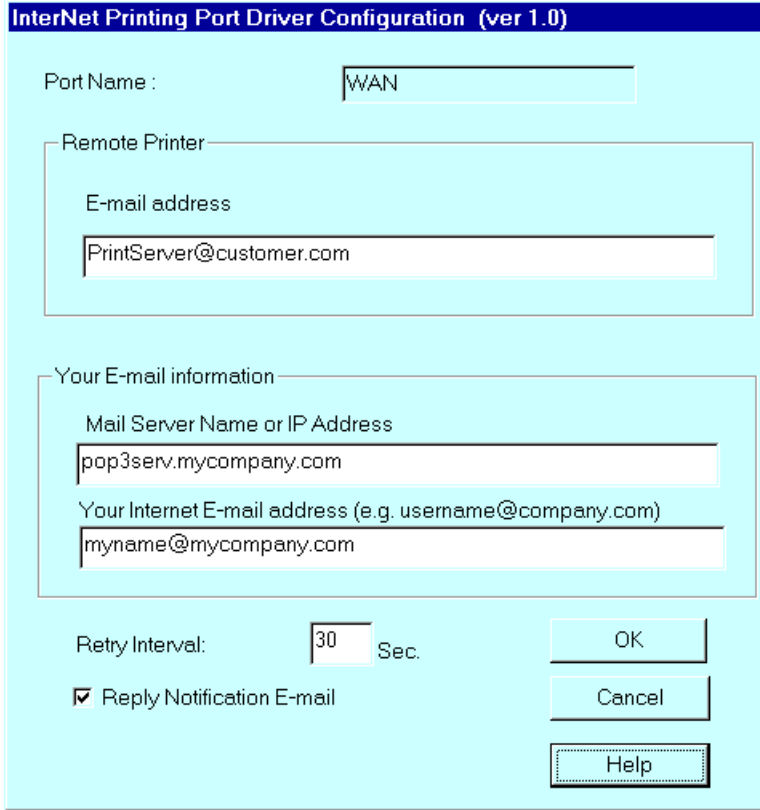 InterNet Printing Port Driver Configuration (ver 1.0)
Port Name :
WAN
Remote Printer
E-mail address
PrintServer@customer.com
Your E-mail information
Mail Server Name or IP Address
pop3serv.mycompany.com
Your Internet E-mail address (e.g. username@company.com)
myname@mycompany.com
Retry Interval: 30 Sec.
OK
Reply Notification E-mail
Cancel
Help